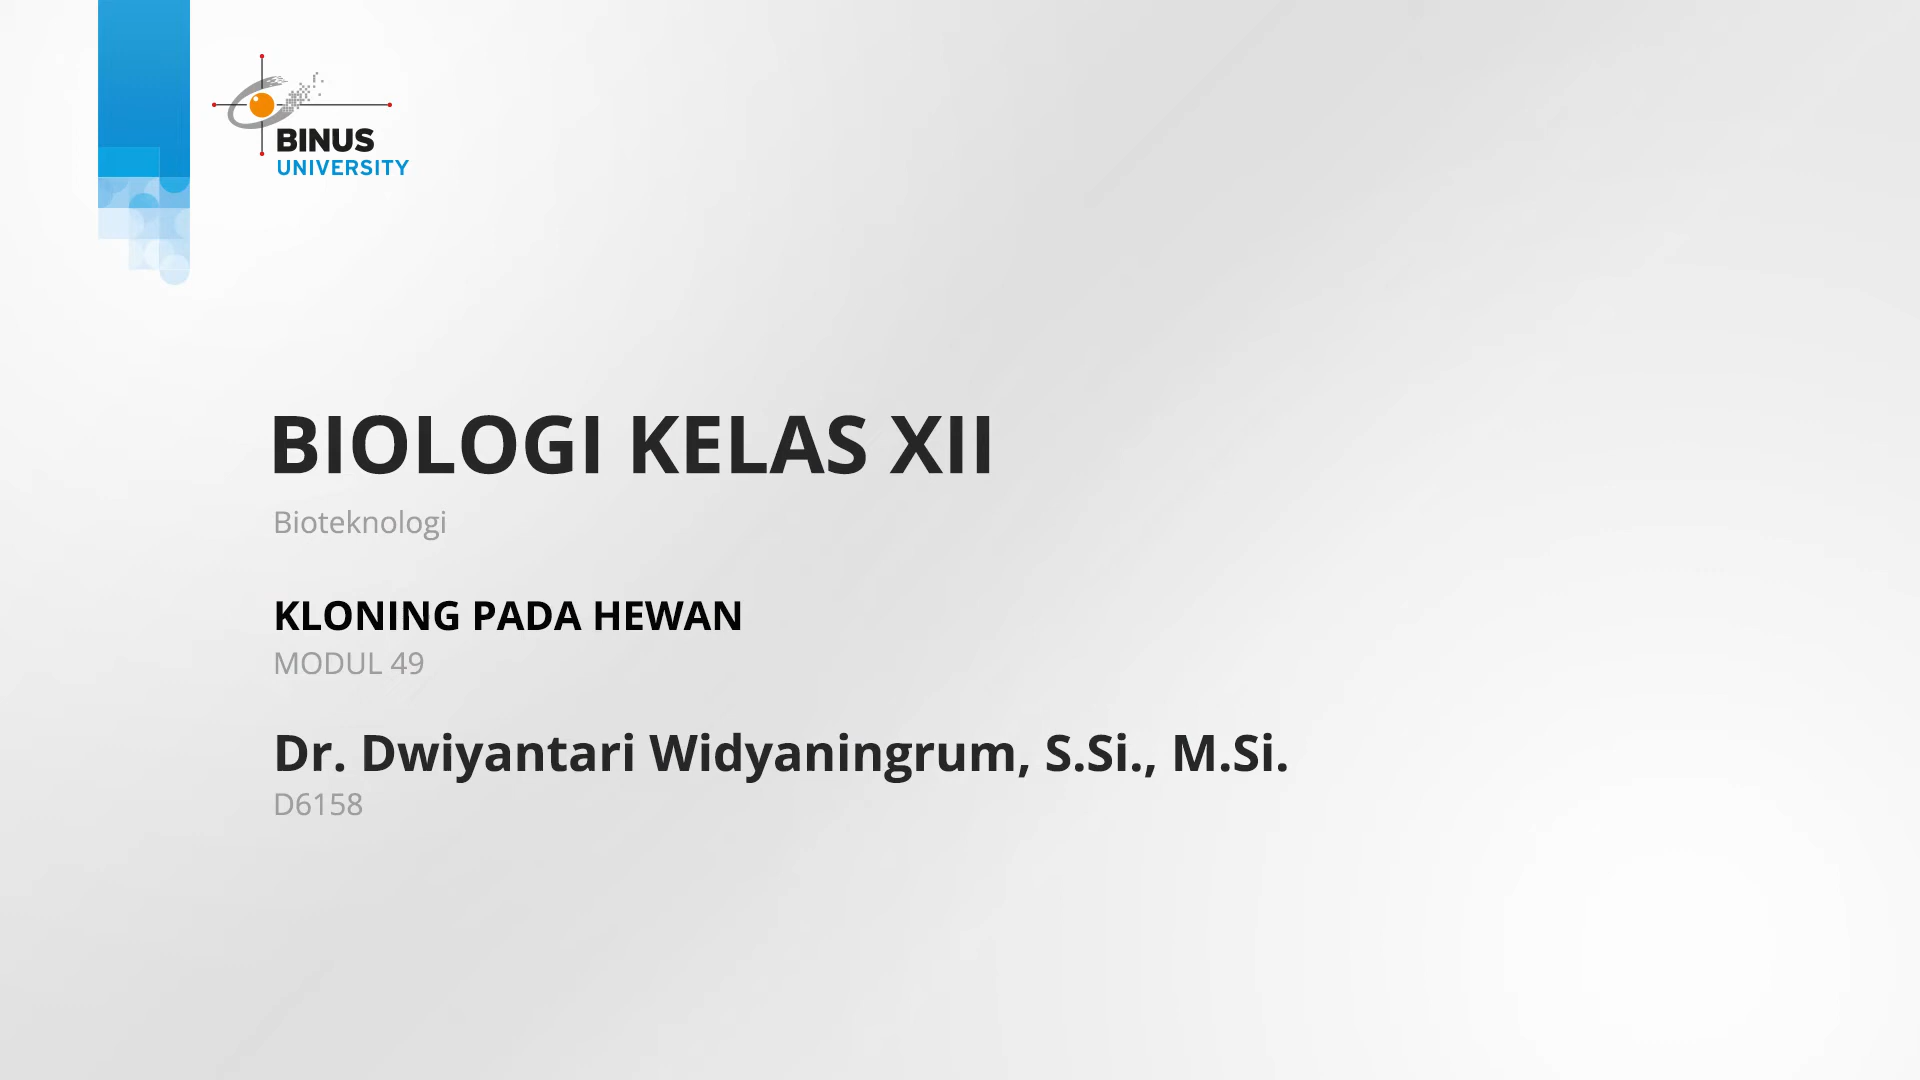 BINUS
UNIVERSITY
BIOLOGI KELAS XII
Bioteknologi
KLONING PADA HEWAN
MODUL 49
Dr. Dwiyantari Widyaningrum, S.Si., M.Si.
D6158